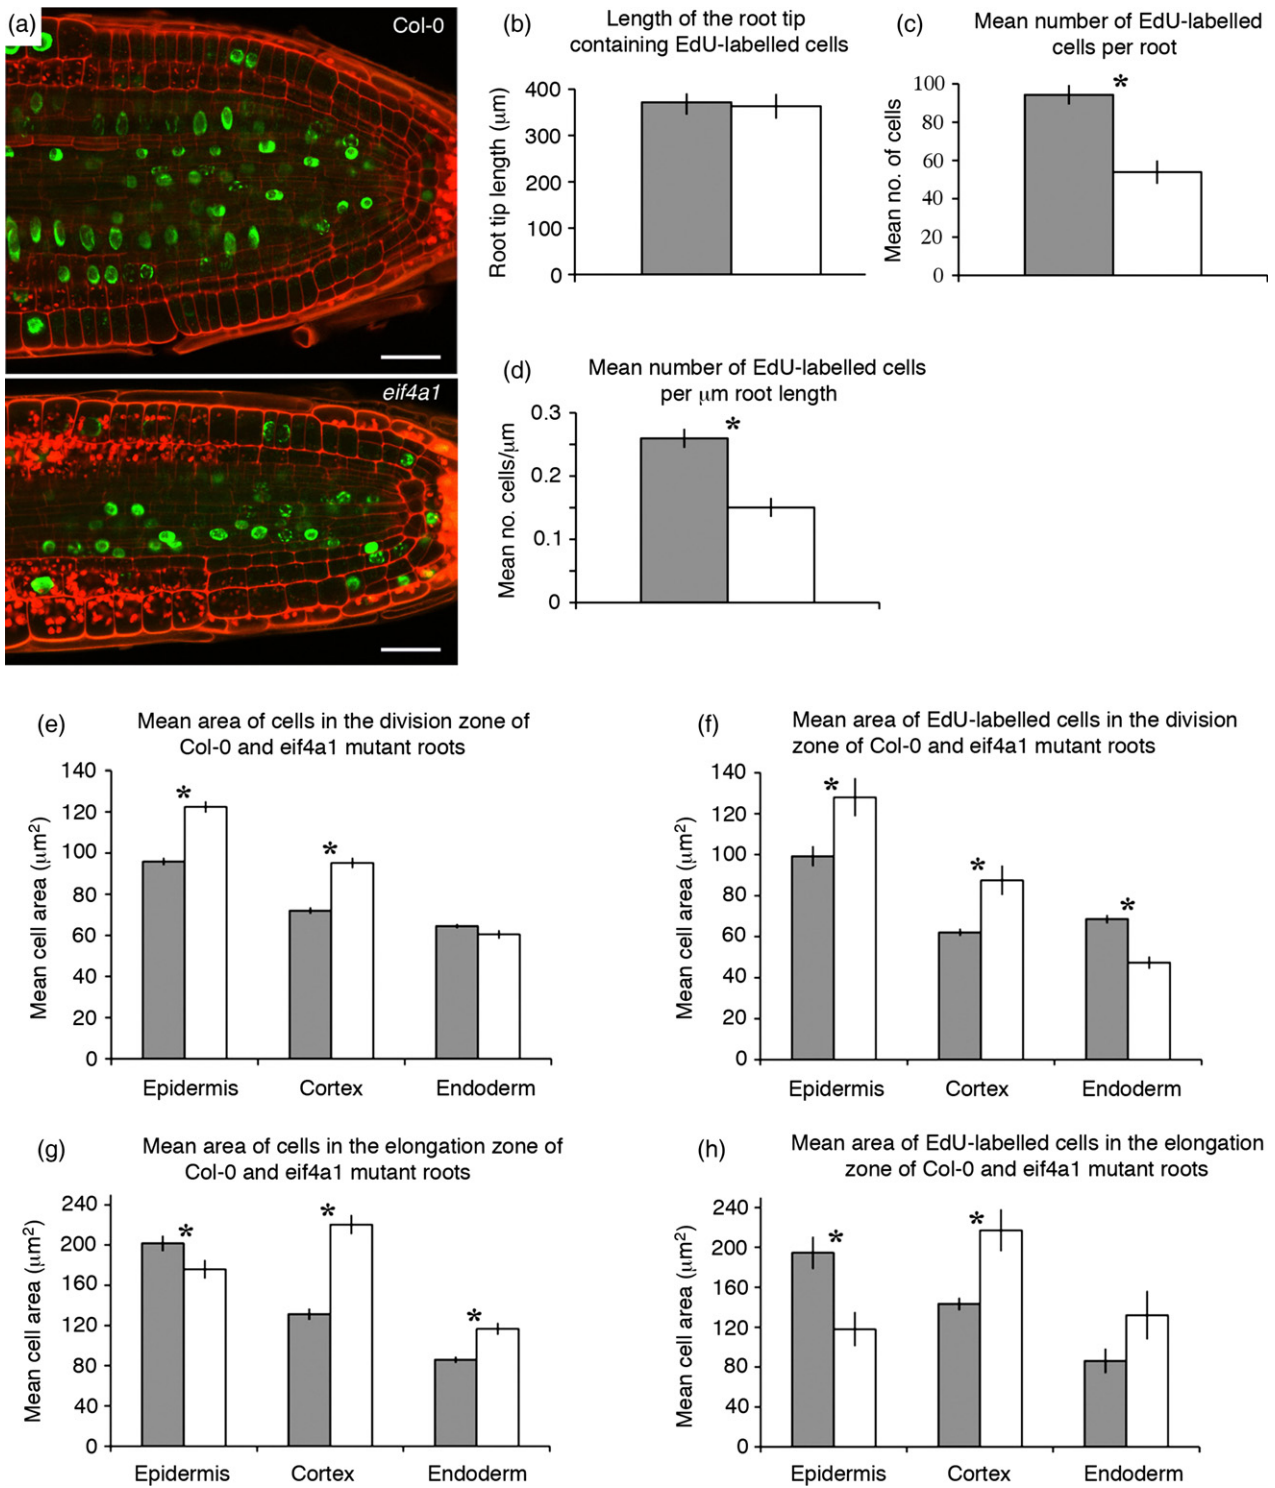 (a)
Col-0
eif4a1
(b)
Length of the root tip
containing EdU-labelled cells
Root tip length (μm)
400
300
200
100
0
(c)
Mean number of EdU-labelled
cells per root
Mean no. of cells
100
80
60
40
20
0
*
(d)
Mean number of EdU-labelled cells
per μm root length
Mean no. cells/μm
0.3
0.2
0.1
0
*
(e)
Mean area of cells in the division zone of
Col-0 and eif4a1 mutant roots
Mean cell area (μm²)
140
120
100
80
60
40
20
0
*
*
Epidermis Cortex Endoderm
(f)
Mean area of EdU-labelled cells in the division
zone of Col-0 and eif4a1 mutant roots
Mean cell area (μm²)
140
120
100
80
60
40
20
0
*
*
*
Epidermis Cortex Endoderm
(g)
Mean area of cells in the elongation zone of
Col-0 and eif4a1 mutant roots
Mean cell area (μm²)
240
200
160
120
80
40
0
*
*
*
Epidermis Cortex Endoderm
(h)
Mean area of EdU-labelled cells in the elongation
zone of Col-0 and eif4a1 mutant roots
Mean cell area (μm²)
240
200
160
120
80
40
0
*
*
Epidermis Cortex Endoderm